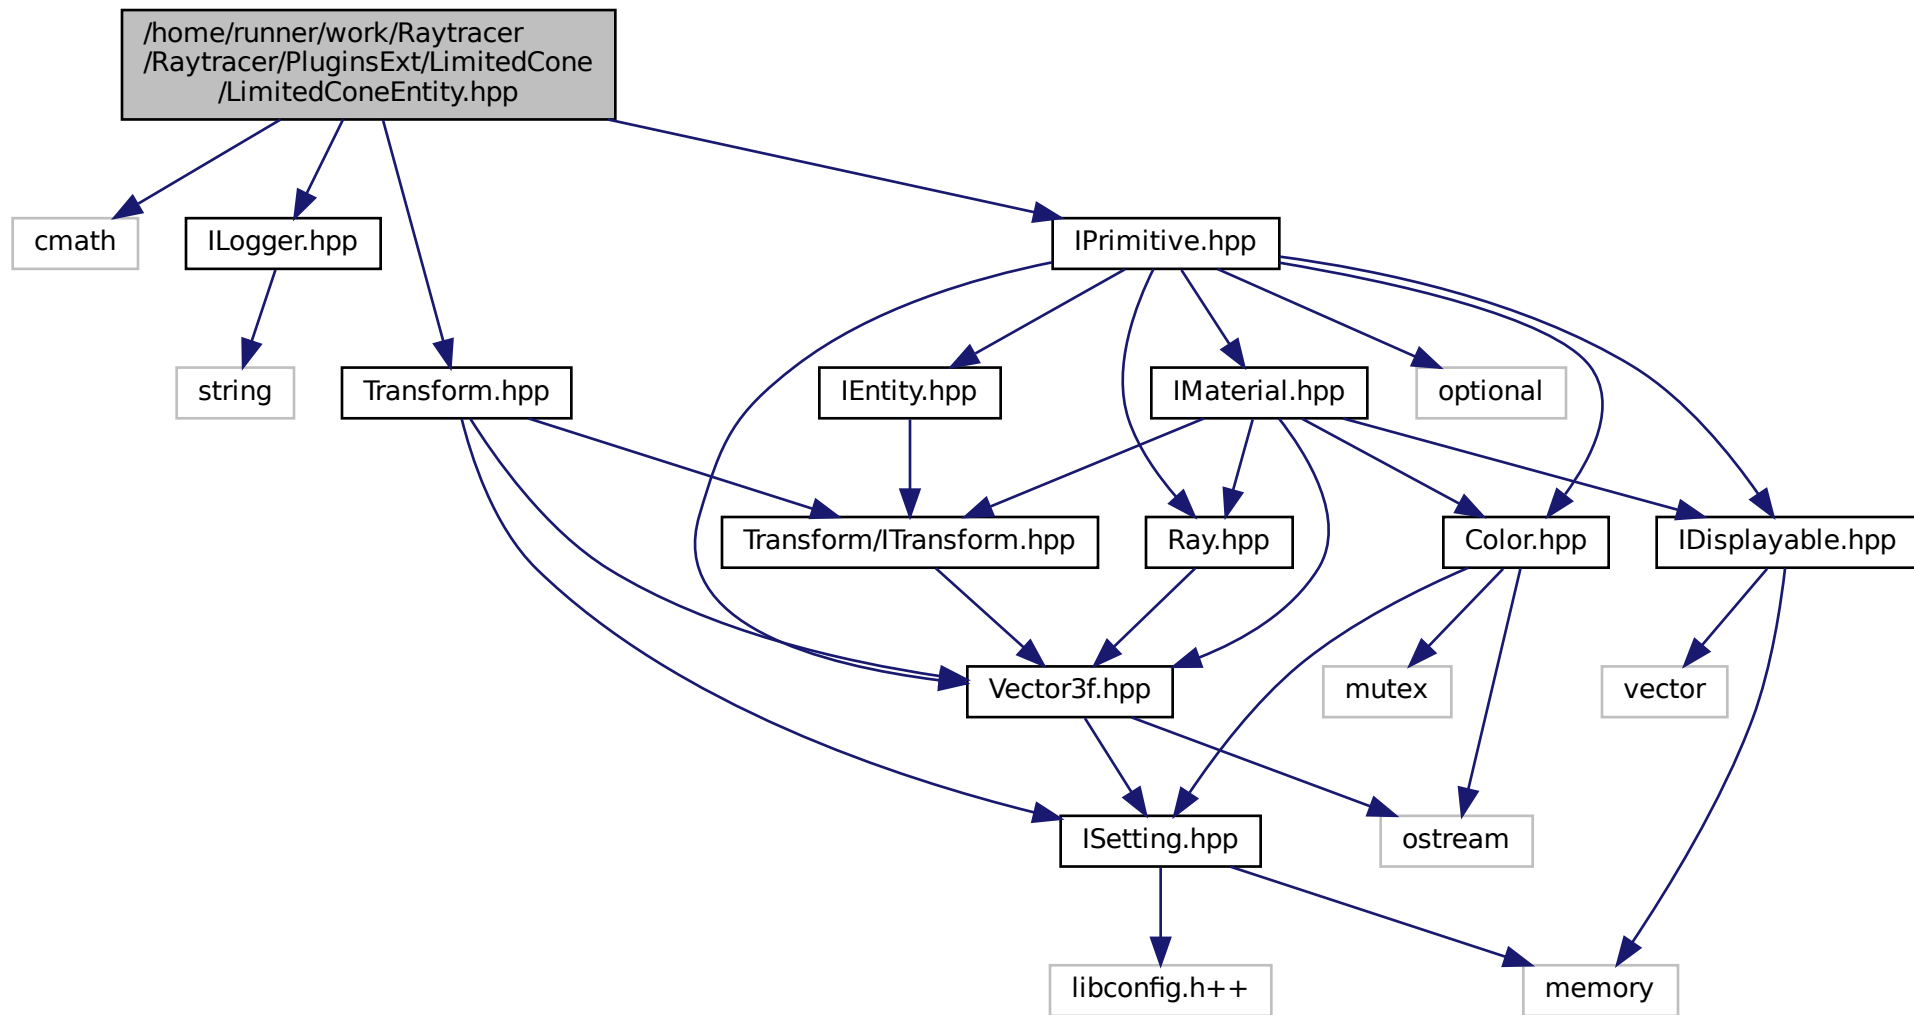 /home/runner/work/Raytracer
/Raytracer/PluginsExt/LimitedCone
/LimitedConeEntity.hpp
cmath
ILogger.hpp
IPrimitive.hpp
string
Transform.hpp
IEntity.hpp
IMaterial.hpp
optional
Transform/ITransform.hpp
Ray.hpp
Color.hpp
IDisplayable.hpp
Vector3f.hpp
mutex
vector
ISetting.hpp
ostream
libconfig.h++
memory